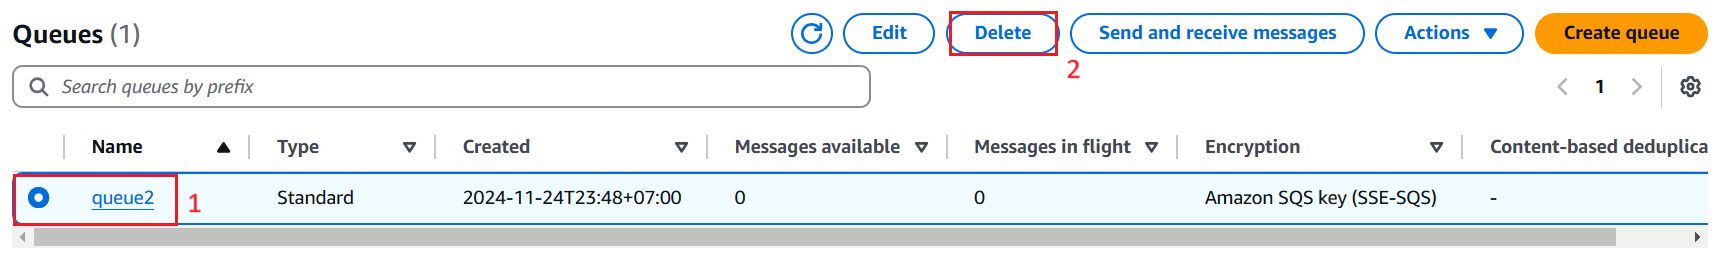 Queues (1)
Edit
Delete
Send and receive messages
Actions
Create queue
2
Search queues by prefix
1
Name
Type
Created
Messages available
Messages in flight
Encryption
Content-based deduplica
queue2
1
Standard
2024-11-24T23:48+07:00
0
0
Amazon SQS key (SSE-SQS)
-